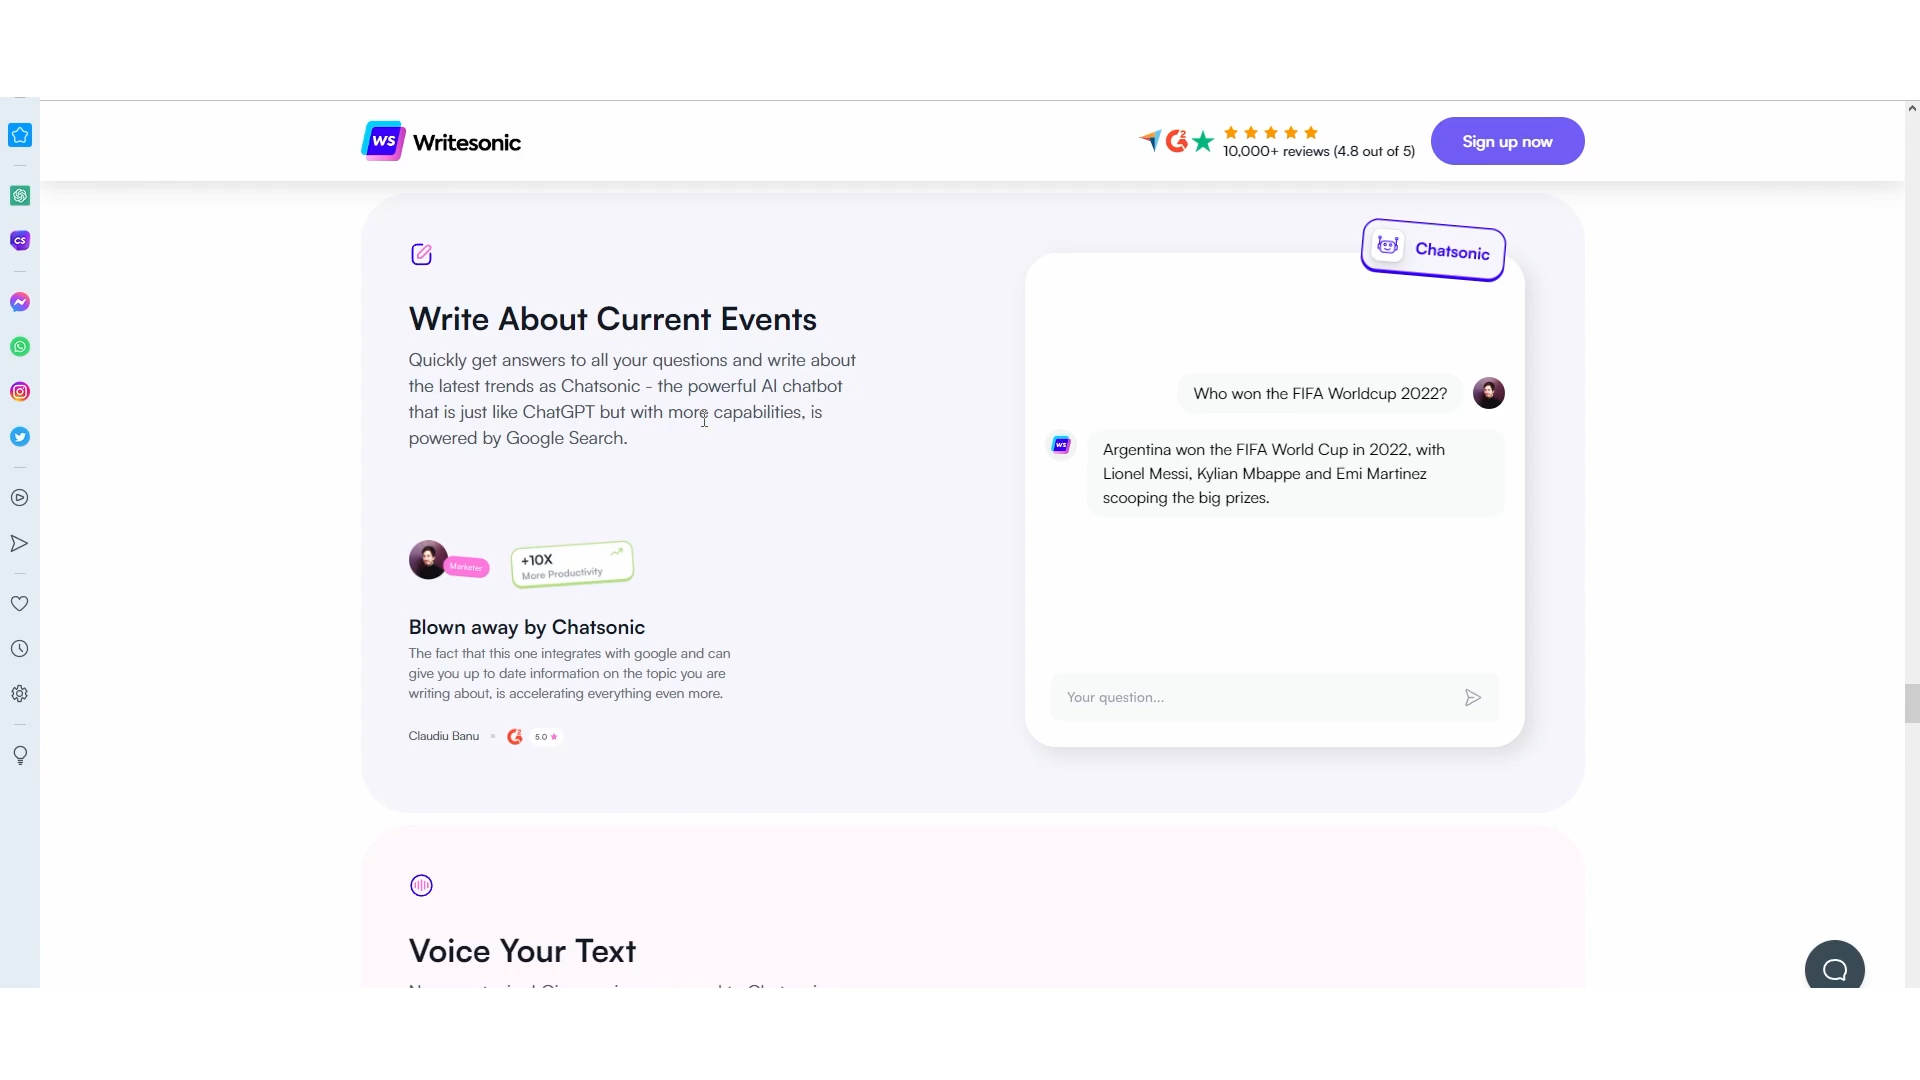 WS Writesonic
10,000+ reviews (4.8 out of 5)
Sign up now
CS
Chatsonic
Write About Current Events
Quickly get answers to all your questions and write about
the latest trends as Chatsonic - the powerful AI chatbot
that is just like ChatGPT but with more capabilities, is
powered by Google Search.
Who won the FIFA Worldcup 2022?
WS
Argentina won the FIFA World Cup in 2022, with
Lionel Messi, Kylian Mbappe and Emi Martinez
scooping the big prizes.
Marketer
+10X
More Productivity
Blown away by Chatsonic
The fact that this one integrates with google and can
give you up to date information on the topic you are
writing about, is accelerating everything even more.
Your question...
Claudiu Banu
5.0
Voice Your Text